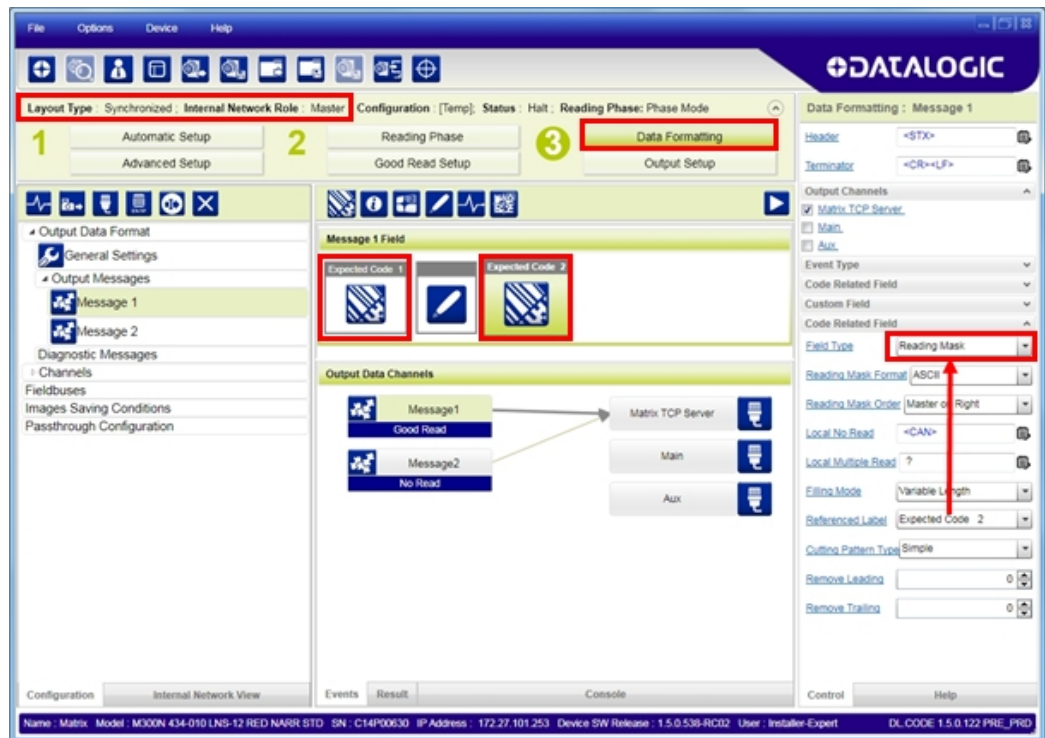 File Options Device Help
DATALOGIC
Layout Type : Synchronized ; Internal Network Role : Master Configuration : [Temp]; Status : Halt ; Reading Phase: Phase Mode
1 Automatic Setup 2 Reading Phase 3 Data Formatting
Advanced Setup Good Read Setup Output Setup
Output Data Format
General Settings
Output Messages
Message 1
Message 2
Diagnostic Messages
Channels
Fieldbuses
Images Saving Conditions
Passthrough Configuration
Configuration Internal Network View
Message 1 Field
Expected Code 1 Expected Code 2
Output Data Channels
Message1 Matrix TCP Server
Good Read
Message2 Main
No Read
Aux
Events Result Console
Data Formatting : Message 1
Header <STX>
Terminator <CR><LF>
Output Channels
Matrix TCP Server
Main
Aux
Event Type
Code Related Field
Custom Field
Code Related Field
Field Type Reading Mask
Reading Mask Format ASCII
Reading Mask Order Master on Right
Local No Read <CAN>
Local Multiple Read ?
Filling Mode Variable Length
Referenced Label Expected Code 2
Cutting Pattern Type Simple
Remove Leading 0
Remove Trailing 0
Control Help
Name : Matrix Model : M300N 434-010 LNS-12 RED NARR STD SN : C14P00630 IP Address : 172.27.101.253 Device SW Release : 1.5.0.538-RC02 User : Installer-Expert DL.CODE 1.5.0.122 PRE_PRD